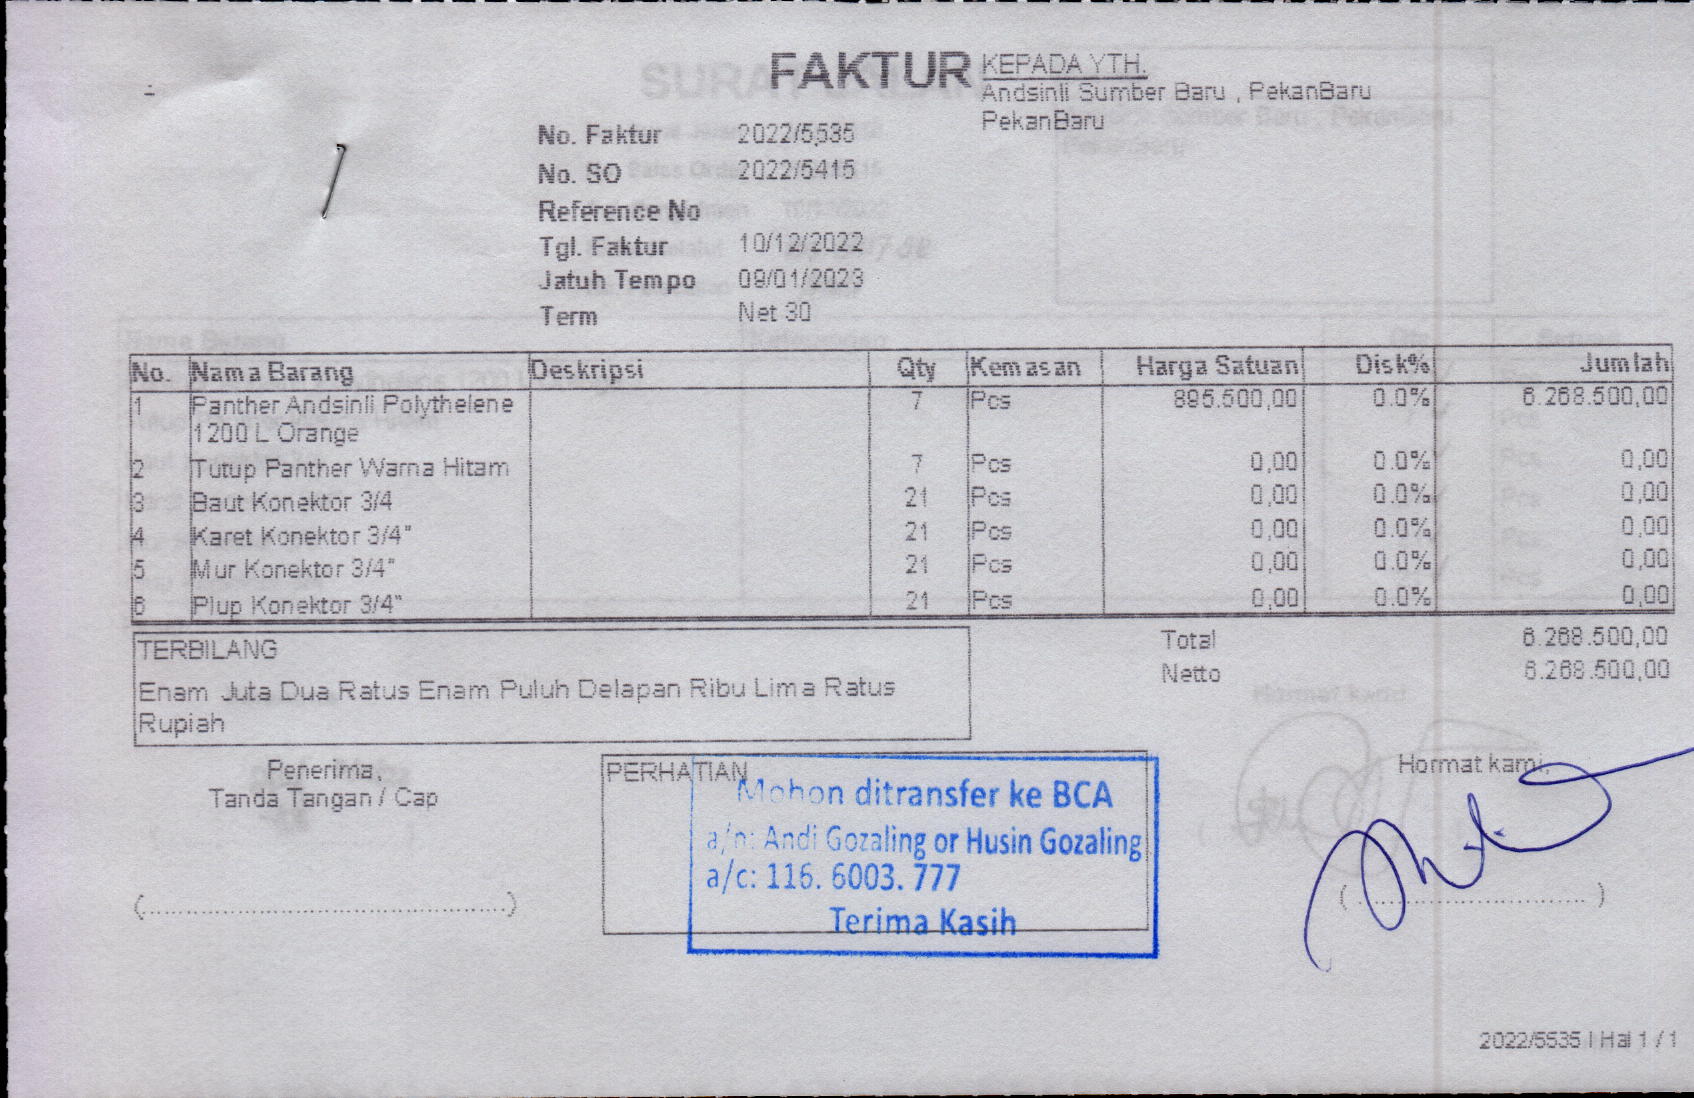 FAKTUR
KEPADA YTH.
Andsinli Sumber Baru , PekanBaru
PekanBaru
No. Faktur 2022/5535
No. SO 2022/5415
Reference No
Tgl. Faktur 10/12/2022
Jatuh Tempo 09/01/2023
Term Net 30
No. Nama Barang Deskripsi Qty Kemasan Harga Satuan Disk% Jumlah
1 Panther Andsinli Polythelene 7 Pcs 895.500,00 0.0% 6.268.500,00
1200 L Orange
2 Tutup Panther Warna Hitam 7 Pcs 0,00 0.0% 0,00
3 Baut Konektor 3/4 21 Pcs 0,00 0.0% 0,00
4 Karet Konektor 3/4" 21 Pcs 0,00 0.0% 0,00
5 Mur Konektor 3/4" 21 Pcs 0,00 0.0% 0,00
6 Plup Konektor 3/4" 21 Pcs 0,00 0.0% 0,00
TERBILANG
Enam Juta Dua Ratus Enam Puluh Delapan Ribu Lima Ratus
Rupiah
Total 6.268.500,00
Netto 6.268.500,00
Penerima,
Tanda Tangan / Cap
(....................................................)
PERHATIAN
Mohon ditransfer ke BCA
a/n: Andi Gozaling or Husin Gozaling
a/c: 116. 6003. 777
Terima Kasih
Hormat kami,
(....................................)
2022/5535 | Hal 1 / 1